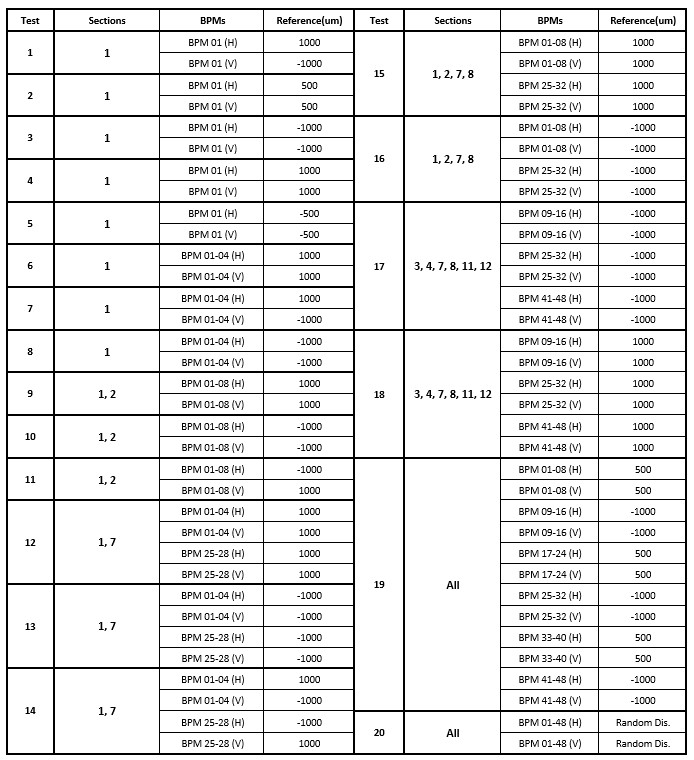 Test Sections BPMs Reference(um) Test Sections BPMs Reference(um)
1 1 BPM 01 (H) 1000
BPM 01 (V) -1000
2 1 BPM 01 (H) 500
BPM 01 (V) 500
3 1 BPM 01 (H) -1000
BPM 01 (V) -1000
4 1 BPM 01 (H) 1000
BPM 01 (V) 1000
5 1 BPM 01 (H) -500
BPM 01 (V) -500
6 1 BPM 01-04 (H) 1000
BPM 01-04 (V) 1000
7 1 BPM 01-04 (H) 1000
BPM 01-04 (V) -1000
8 1 BPM 01-04 (H) -1000
BPM 01-04 (V) -1000
9 1, 2 BPM 01-08 (H) 1000
BPM 01-08 (V) 1000
10 1, 2 BPM 01-08 (H) -1000
BPM 01-08 (V) -1000
11 1, 2 BPM 01-08 (H) -1000
BPM 01-08 (V) 1000
12 1, 7 BPM 01-04 (H) 1000
BPM 01-04 (V) 1000
BPM 25-28 (H) 1000
BPM 25-28 (V) 1000
13 1, 7 BPM 01-04 (H) -1000
BPM 01-04 (V) -1000
BPM 25-28 (H) -1000
BPM 25-28 (V) -1000
14 1, 7 BPM 01-04 (H) 1000
BPM 01-04 (V) -1000
BPM 25-28 (H) -1000
BPM 25-28 (V) 1000
15 1, 2, 7, 8 BPM 01-08 (H) 1000
BPM 01-08 (V) 1000
BPM 25-32 (H) 1000
BPM 25-32 (V) 1000
16 1, 2, 7, 8 BPM 01-08 (H) -1000
BPM 01-08 (V) -1000
BPM 25-32 (H) -1000
BPM 25-32 (V) -1000
17 3, 4, 7, 8, 11, 12 BPM 09-16 (H) -1000
BPM 09-16 (V) -1000
BPM 25-32 (H) -1000
BPM 25-32 (V) -1000
BPM 41-48 (H) -1000
BPM 41-48 (V) -1000
18 3, 4, 7, 8, 11, 12 BPM 09-16 (H) 1000
BPM 09-16 (V) 1000
BPM 25-32 (H) 1000
BPM 25-32 (V) 1000
BPM 41-48 (H) 1000
BPM 41-48 (V) 1000
19 All BPM 01-08 (H) 500
BPM 01-08 (V) 500
BPM 09-16 (H) -1000
BPM 09-16 (V) -1000
BPM 17-24 (H) 500
BPM 17-24 (V) 500
BPM 25-32 (H) -1000
BPM 25-32 (V) -1000
BPM 33-40 (H) 500
BPM 33-40 (V) 500
BPM 41-48 (H) -1000
BPM 41-48 (V) -1000
20 All BPM 01-48 (H) Random Dis.
BPM 01-48 (V) Random Dis.